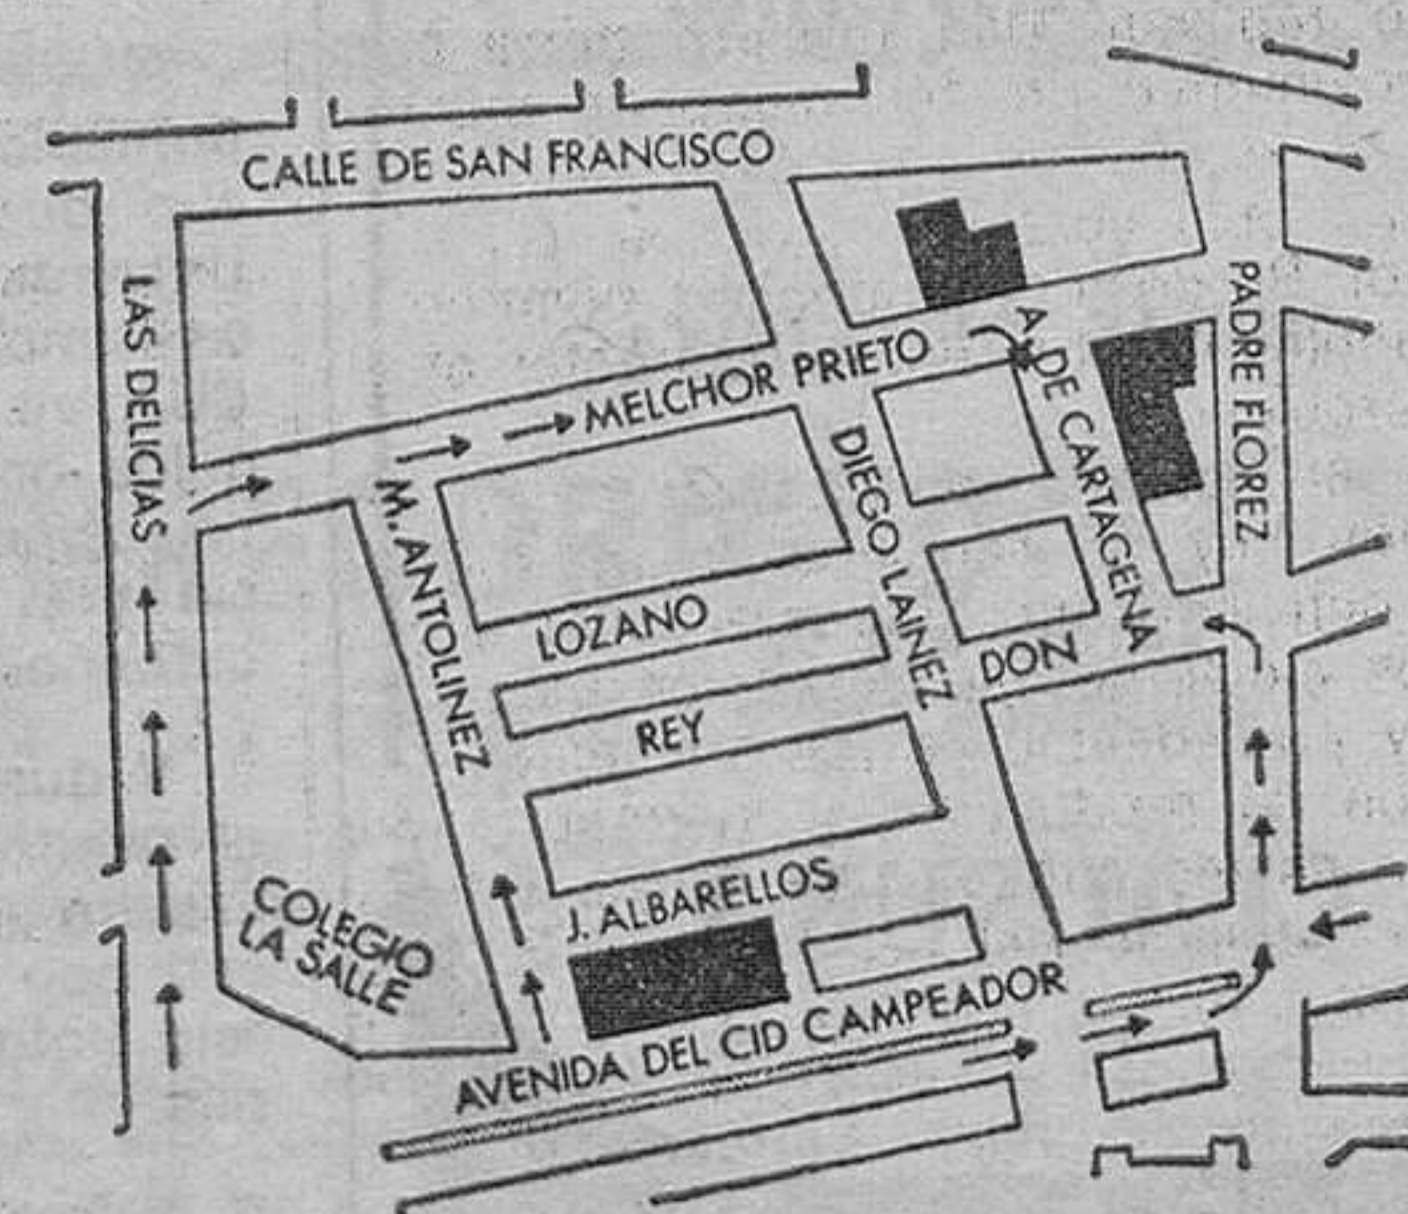 CALLE DE SAN FRANCISCO
LAS DELICIAS
PADRE FLOREZ
MELCHOR PRIETO
A. DE CARTAGENA
M. ANTOLINEZ
DIEGO LAINEZ
LOZANO
DON
REY
J. ALBARELLOS
COLEGIO
LA SALLE
AVENIDA DEL CID CAMPEADOR